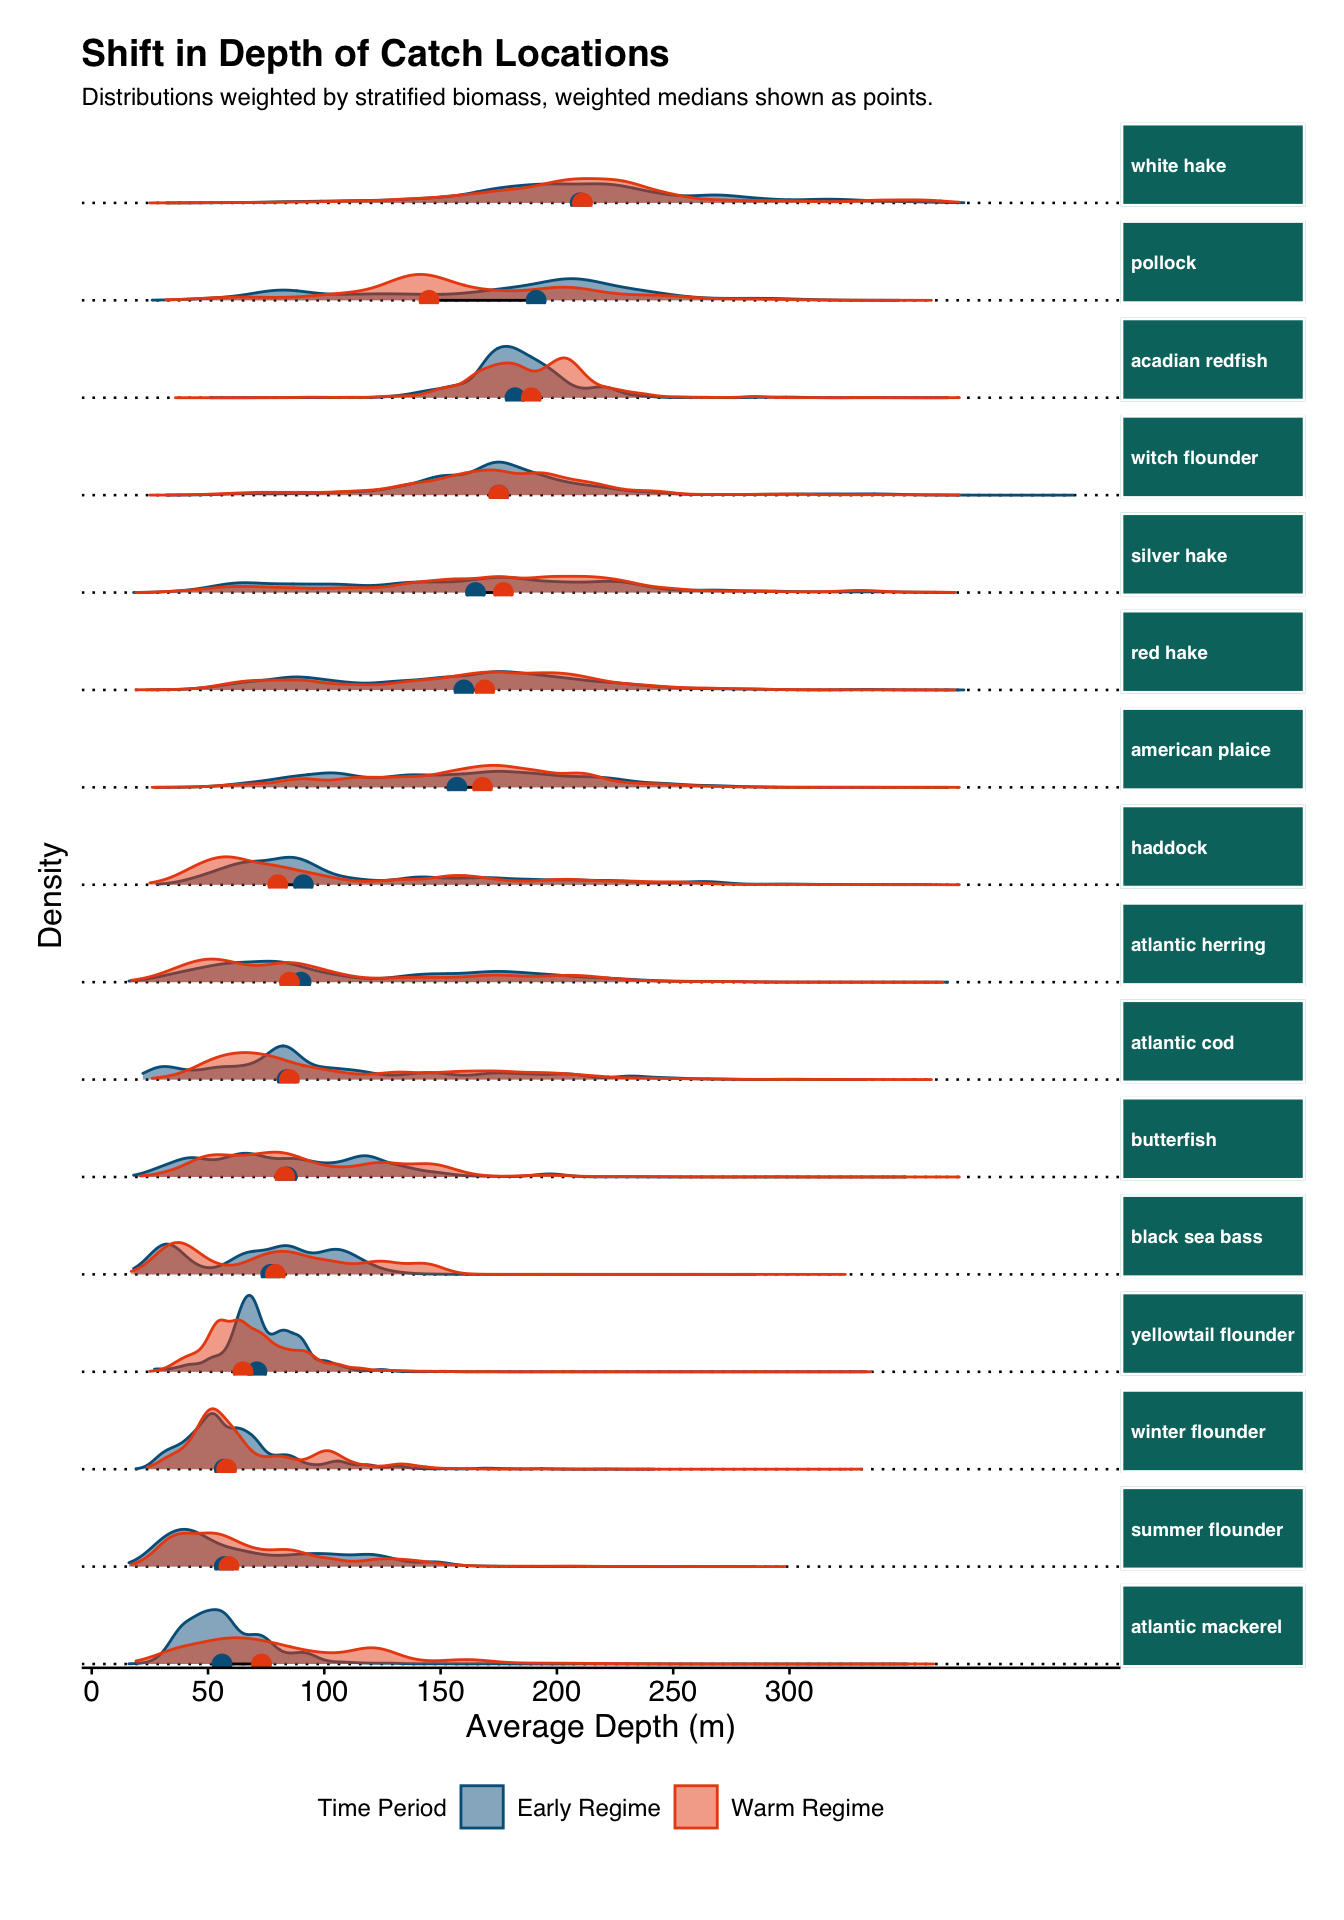 Shift in Depth of Catch Locations
Distributions weighted by stratified biomass, weighted medians shown as points.
white hake
pollock
acadian redfish
witch flounder
silver hake
red hake
american plaice
haddock
atlantic herring
atlantic cod
butterfish
black sea bass
yellowtail flounder
winter flounder
summer flounder
atlantic mackerel
Density
0 50 100 150 200 250 300
Average Depth (m)
Time Period Early Regime Warm Regime